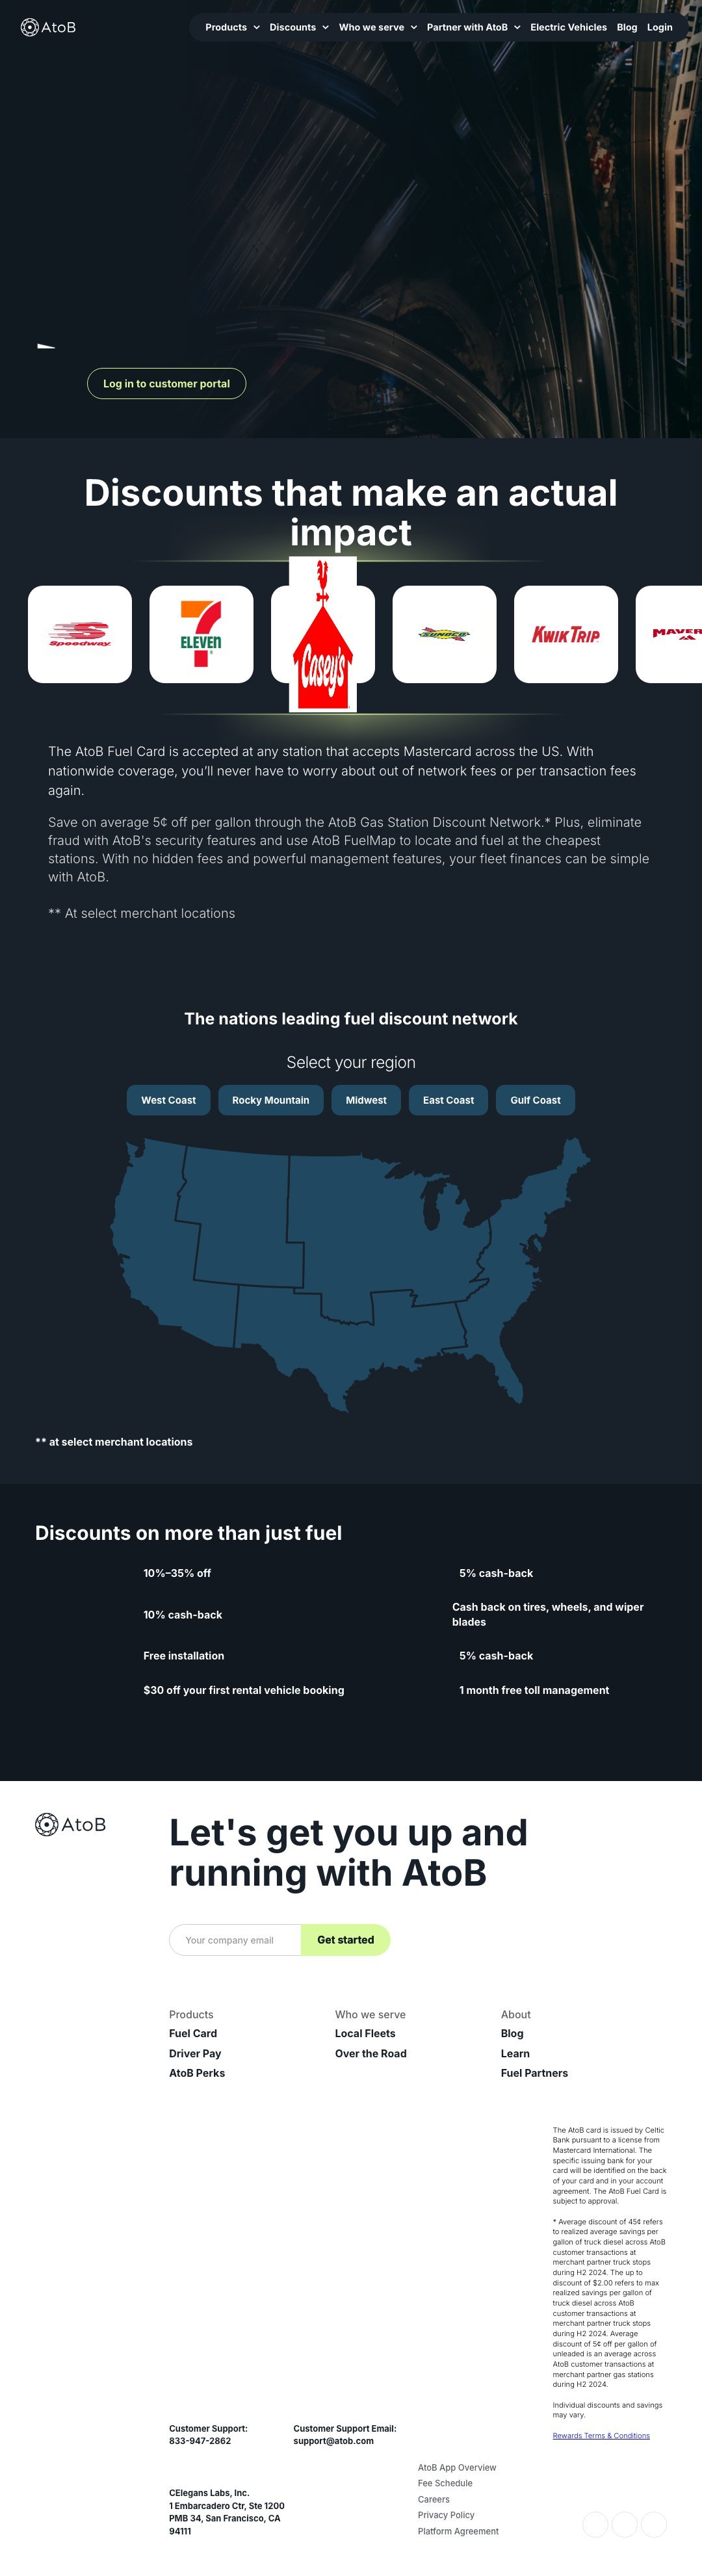 AtoB
Products
Discounts
Who we serve
Partner with AtoB
Electric Vehicles
Blog
Login
Log in to customer portal
Discounts that make an actual
impact
Speedway
7 ELEVEN
Casey's
SUNOCO
KWIK TRIP
MAVER
The AtoB Fuel Card is accepted at any station that accepts Mastercard across the US. With
nationwide coverage, you’ll never have to worry about out of network fees or per transaction fees
again.
Save on average 5¢ off per gallon through the AtoB Gas Station Discount Network.* Plus, eliminate
fraud with AtoB's security features and use AtoB FuelMap to locate and fuel at the cheapest
stations. With no hidden fees and powerful management features, your fleet finances can be simple
with AtoB.
** At select merchant locations
The nations leading fuel discount network
Select your region
West Coast
Rocky Mountain
Midwest
East Coast
Gulf Coast
** at select merchant locations
Discounts on more than just fuel
10%–35% off
5% cash-back
10% cash-back
Cash back on tires, wheels, and wiper
blades
Free installation
5% cash-back
$30 off your first rental vehicle booking
1 month free toll management
AtoB
Let's get you up and
running with AtoB
Your company email
Get started
Products
Fuel Card
Driver Pay
AtoB Perks
Who we serve
Local Fleets
Over the Road
About
Blog
Learn
Fuel Partners
The AtoB card is issued by Celtic
Bank pursuant to a license from
Mastercard International. The
specific issuing bank for your
card will be identified on the back
of your card and in your account
agreement. The AtoB Fuel Card is
subject to approval.
* Average discount of 45¢ refers
to realized average savings per
gallon of truck diesel across AtoB
customer transactions at
merchant partner truck stops
during H2 2024. The up to
discount of $2.00 refers to max
realized savings per gallon of
truck diesel across AtoB
customer transactions at
merchant partner truck stops
during H2 2024. Average
discount of 5¢ off per gallon of
unleaded is an average across
AtoB customer transactions at
merchant partner gas stations
during H2 2024.
Individual discounts and savings
may vary.
Rewards Terms & Conditions
Customer Support:
833-947-2862
Customer Support Email:
support@atob.com
CElegans Labs, Inc.
1 Embarcadero Ctr, Ste 1200
PMB 34, San Francisco, CA
94111
AtoB App Overview
Fee Schedule
Careers
Privacy Policy
Platform Agreement